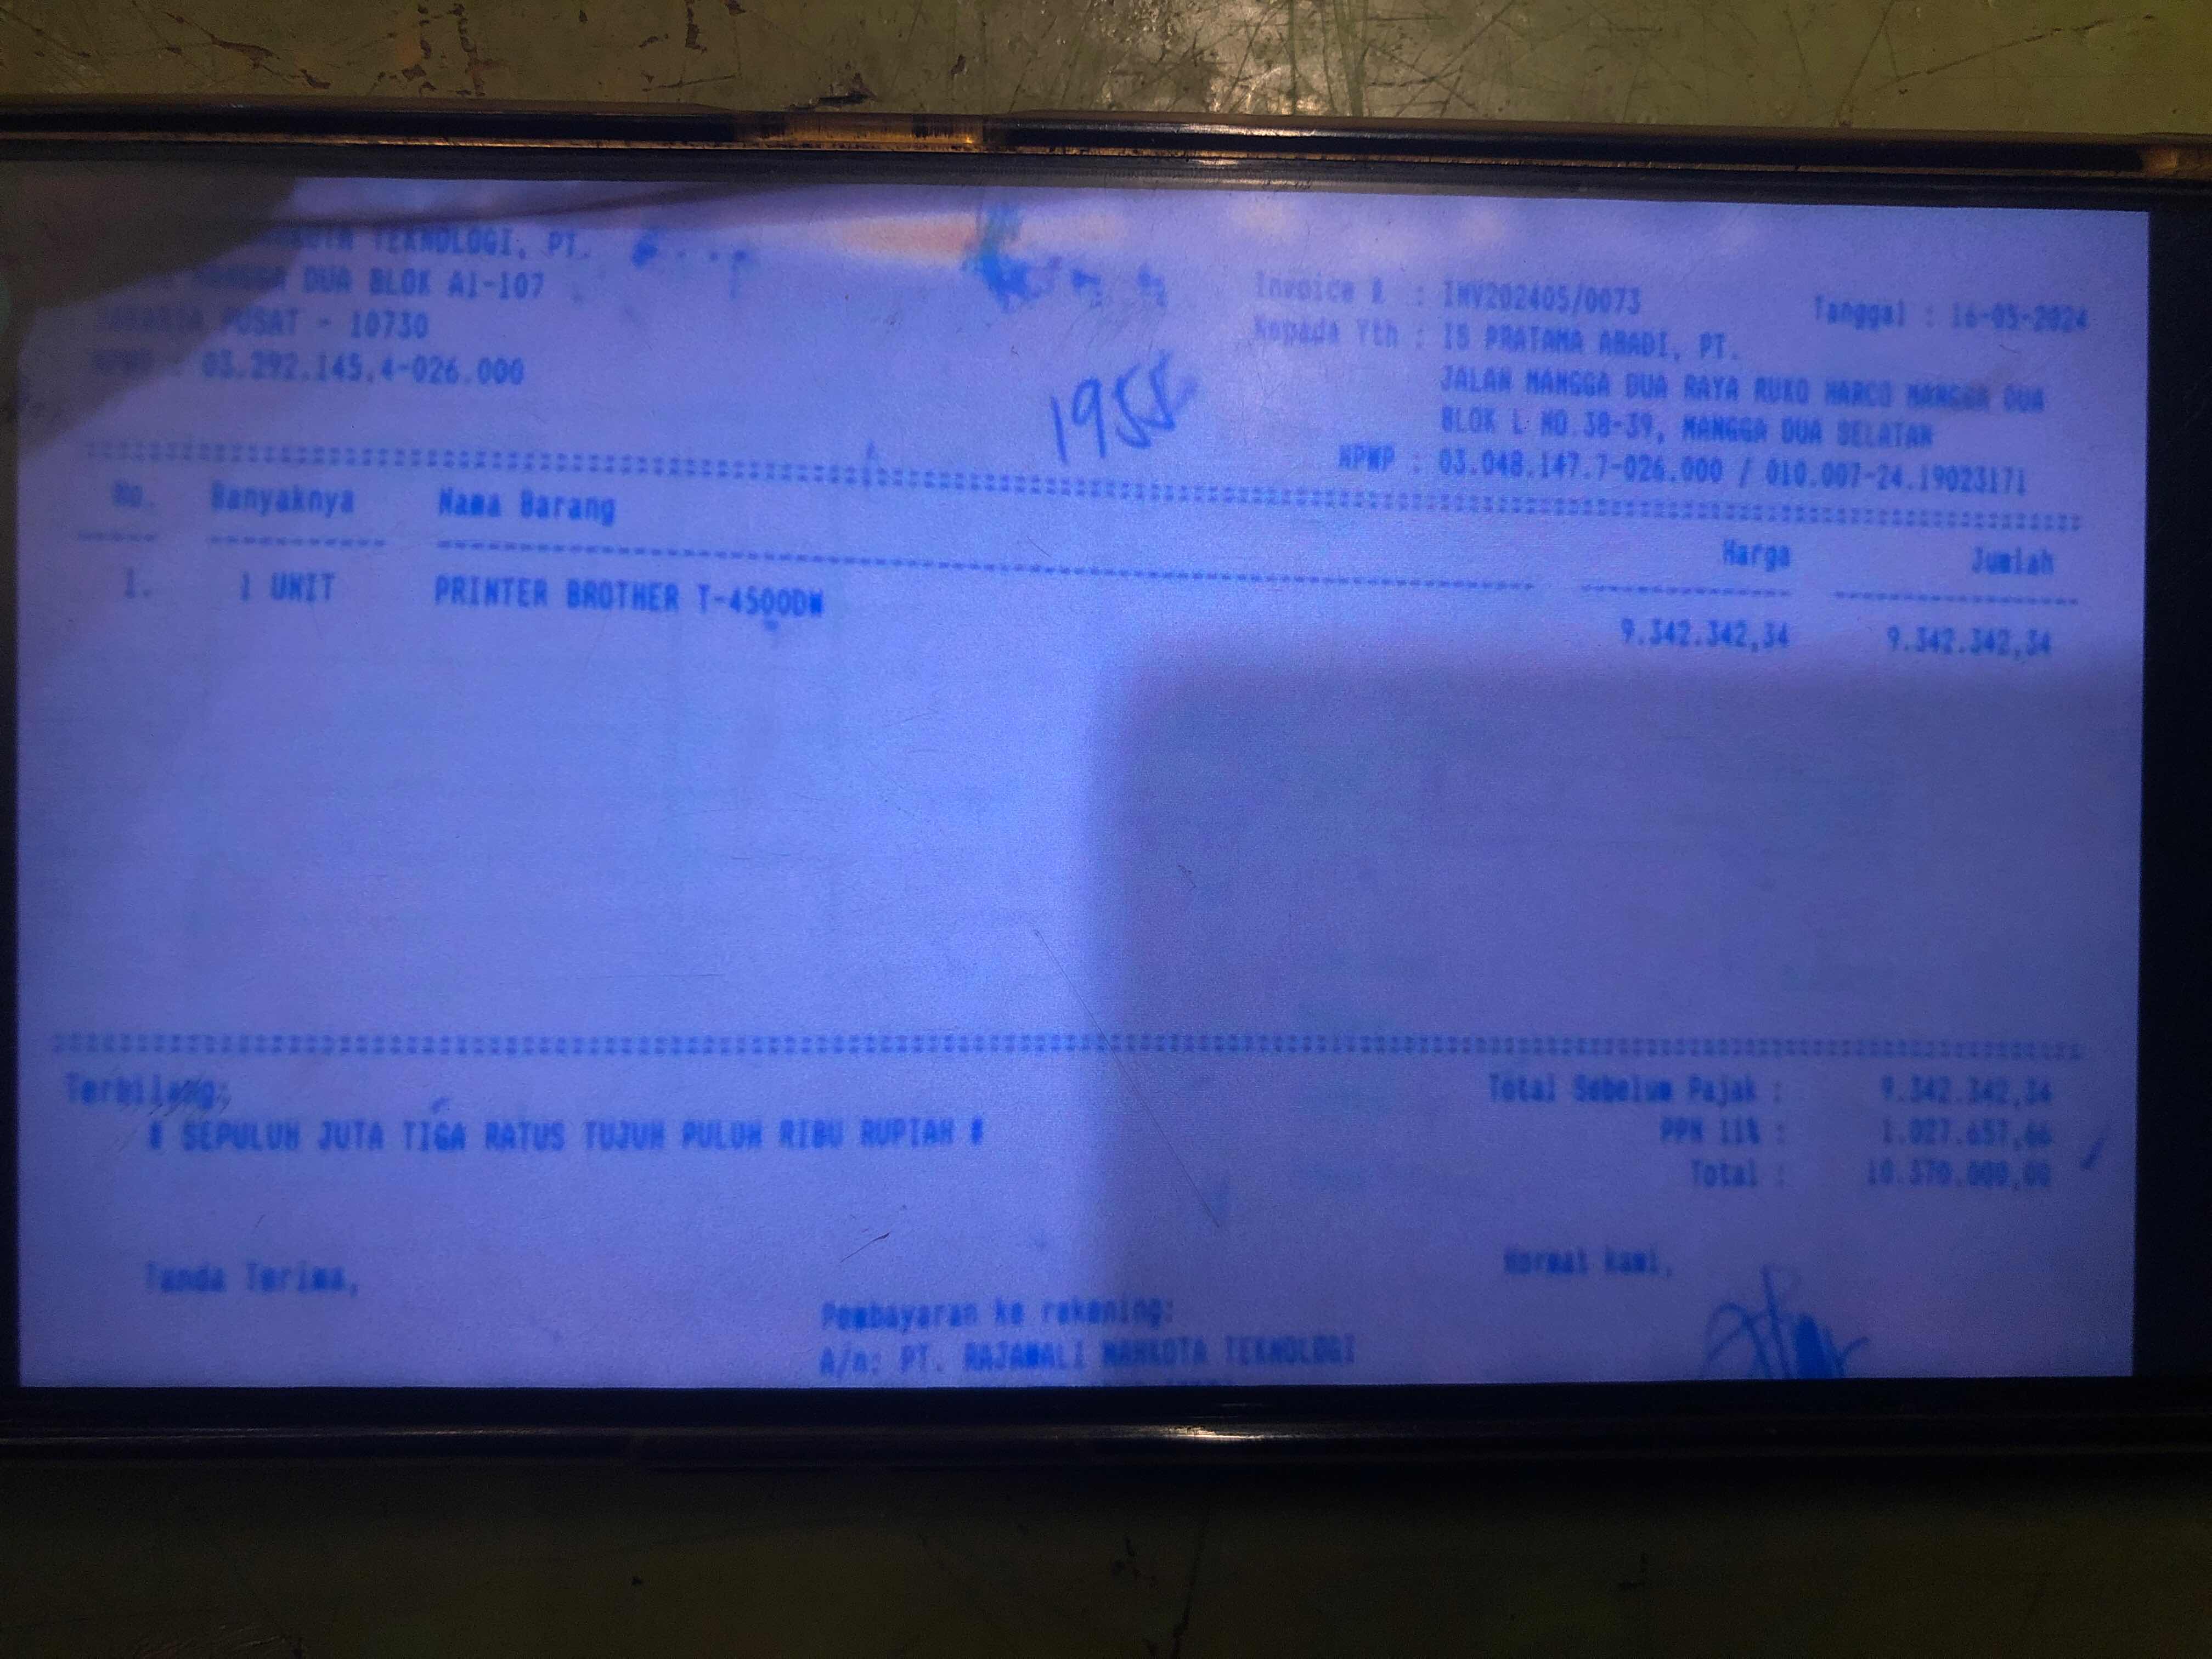 TEKNOLOGI, PT.
MANGGA DUA BLOK A1-107
JAKARTA PUSAT - 10730
NPWP : 03.292.145.4-026.000
1955
Invoice # : INV202405/0073
Tanggal : 16-05-2024
Kepada Yth : IS PRATAMA ABADI, PT.
JALAN MANGGA DUA RAYA RUKO HARCO MANGGA DUA
BLOK L NO.38-39, MANGGA DUA SELATAN
NPWP : 03.048.147.7-026.000 / 010.007-24.19023171
No. Banyaknya Nama Barang Harga Jumlah
1. 1 UNIT PRINTER BROTHER T-4500DW 9.342.342,34 9.342.342,34
Terbilang:
# SEPULUH JUTA TIGA RATUS TUJUH PULUH RIBU RUPIAH #
Total Sebelum Pajak : 9.342.342,34
PPN 11% : 1.027.657,66
Total : 10.370.000,00
Tanda Terima,
Hormat kami,
Pembayaran ke rekening:
A/n: PT. RAJAWALI MAHKOTA TEKNOLOGI